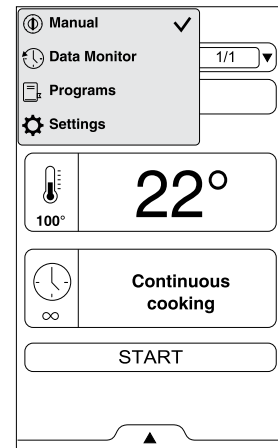 Manual
Data Monitor
1/1
Programs
Settings
100°
22°
∞
Continuous
cooking
START